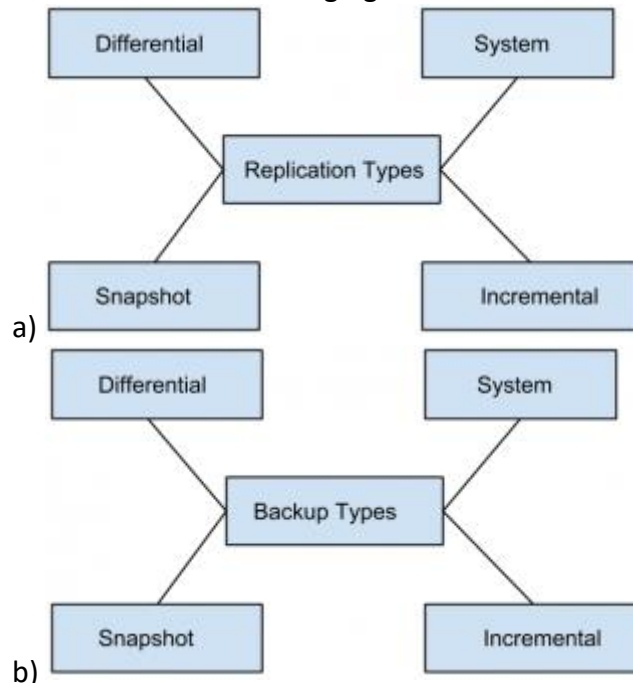 Differential
System
Replication Types
Snapshot
Incremental
a)
Differential
System
Backup Types
Snapshot
Incremental
b)